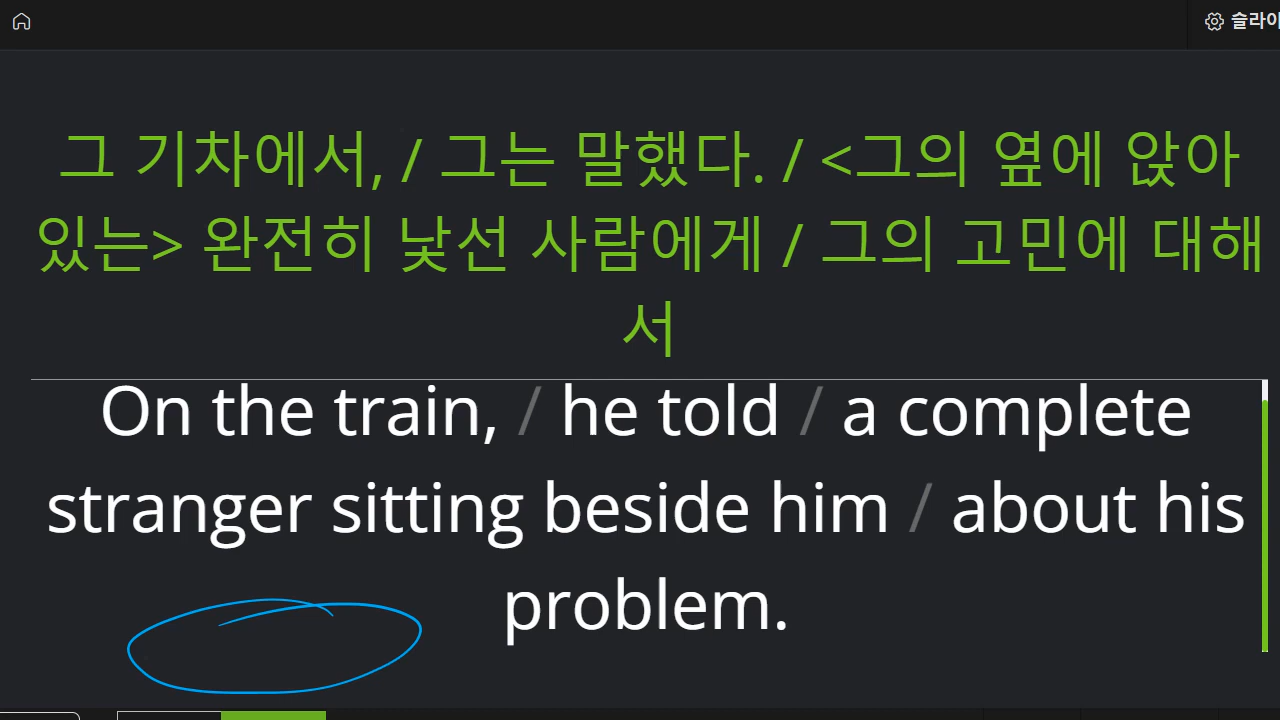 슬라이
그 기차에서, / 그는 말했다. / <그의 옆에 앉아
있는> 완전히 낯선 사람에게 / 그의 고민에 대해
서
On the train, / he told / a complete
stranger sitting beside him / about his
problem.